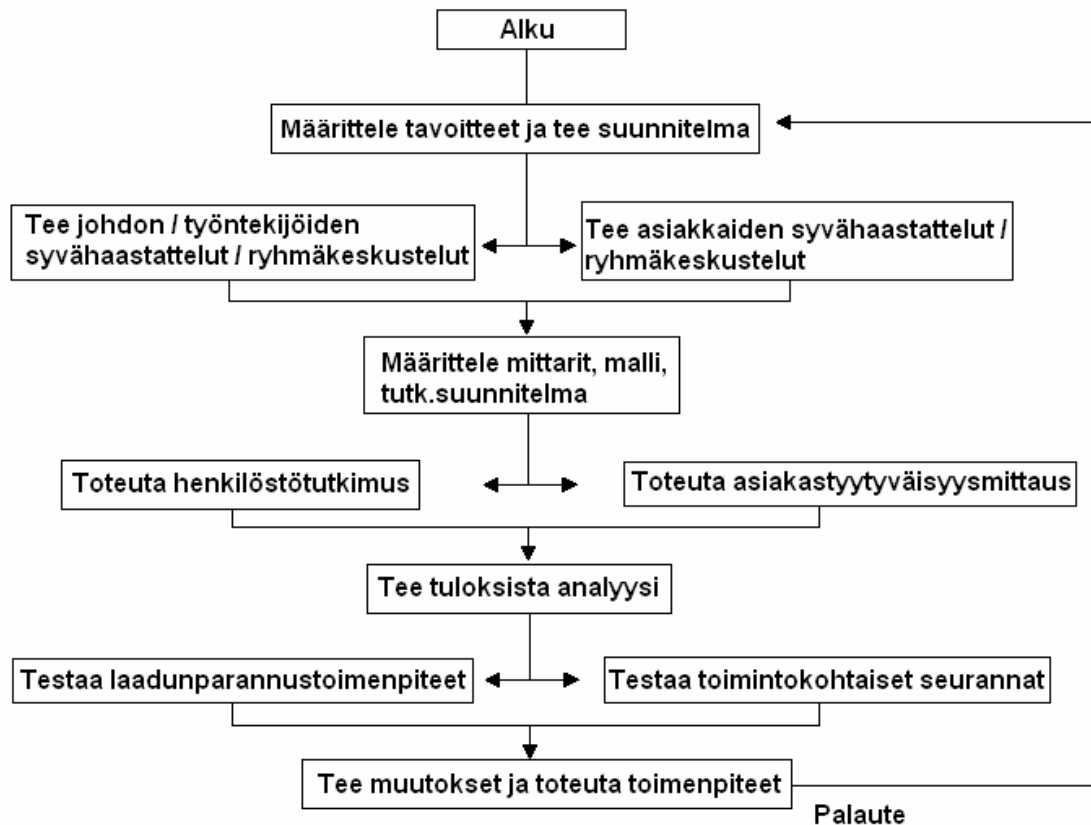 Alku
Määrittele tavoitteet ja tee suunnitelma
Tee johdon / työntekijöiden
syvähaastattelut / ryhmäkeskustelut
Tee asiakkaiden syvähaastattelut /
ryhmäkeskustelut
Määrittele mittarit, malli,
tutk.suunnitelma
Toteuta henkilöstötutkimus
Toteuta asiakastyytyväisyysmittaus
Tee tuloksista analyysi
Testaa laadunparannustoimenpiteet
Testaa toimintokohtaiset seurannat
Tee muutokset ja toteuta toimenpiteet
Palaute